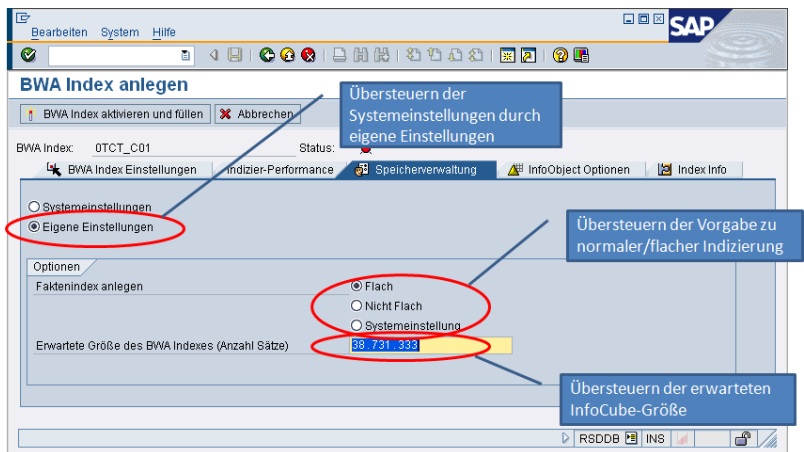 Bearbeiten System Hilfe
SAP
BWA Index anlegen
BWA Index aktivieren und füllen Abbrechen
Übersteuern der
Systemeinstellungen durch
eigene Einstellungen
BWA Index: 0TCT_C01 Status:
BWA Index Einstellungen Indizier-Performance Speicherverwaltung InfoObject Optionen Index Info
Systemeinstellungen
Eigene Einstellungen
Übersteuern der Vorgabe zu
normaler/flacher Indizierung
Optionen
Faktenindex anlegen Flach
Nicht Flach
Systemeinstellung
Erwartete Größe des BWA Indexes (Anzahl Sätze) 38.731.333
Übersteuern der erwarteten
InfoCube-Größe
RSDDB INS